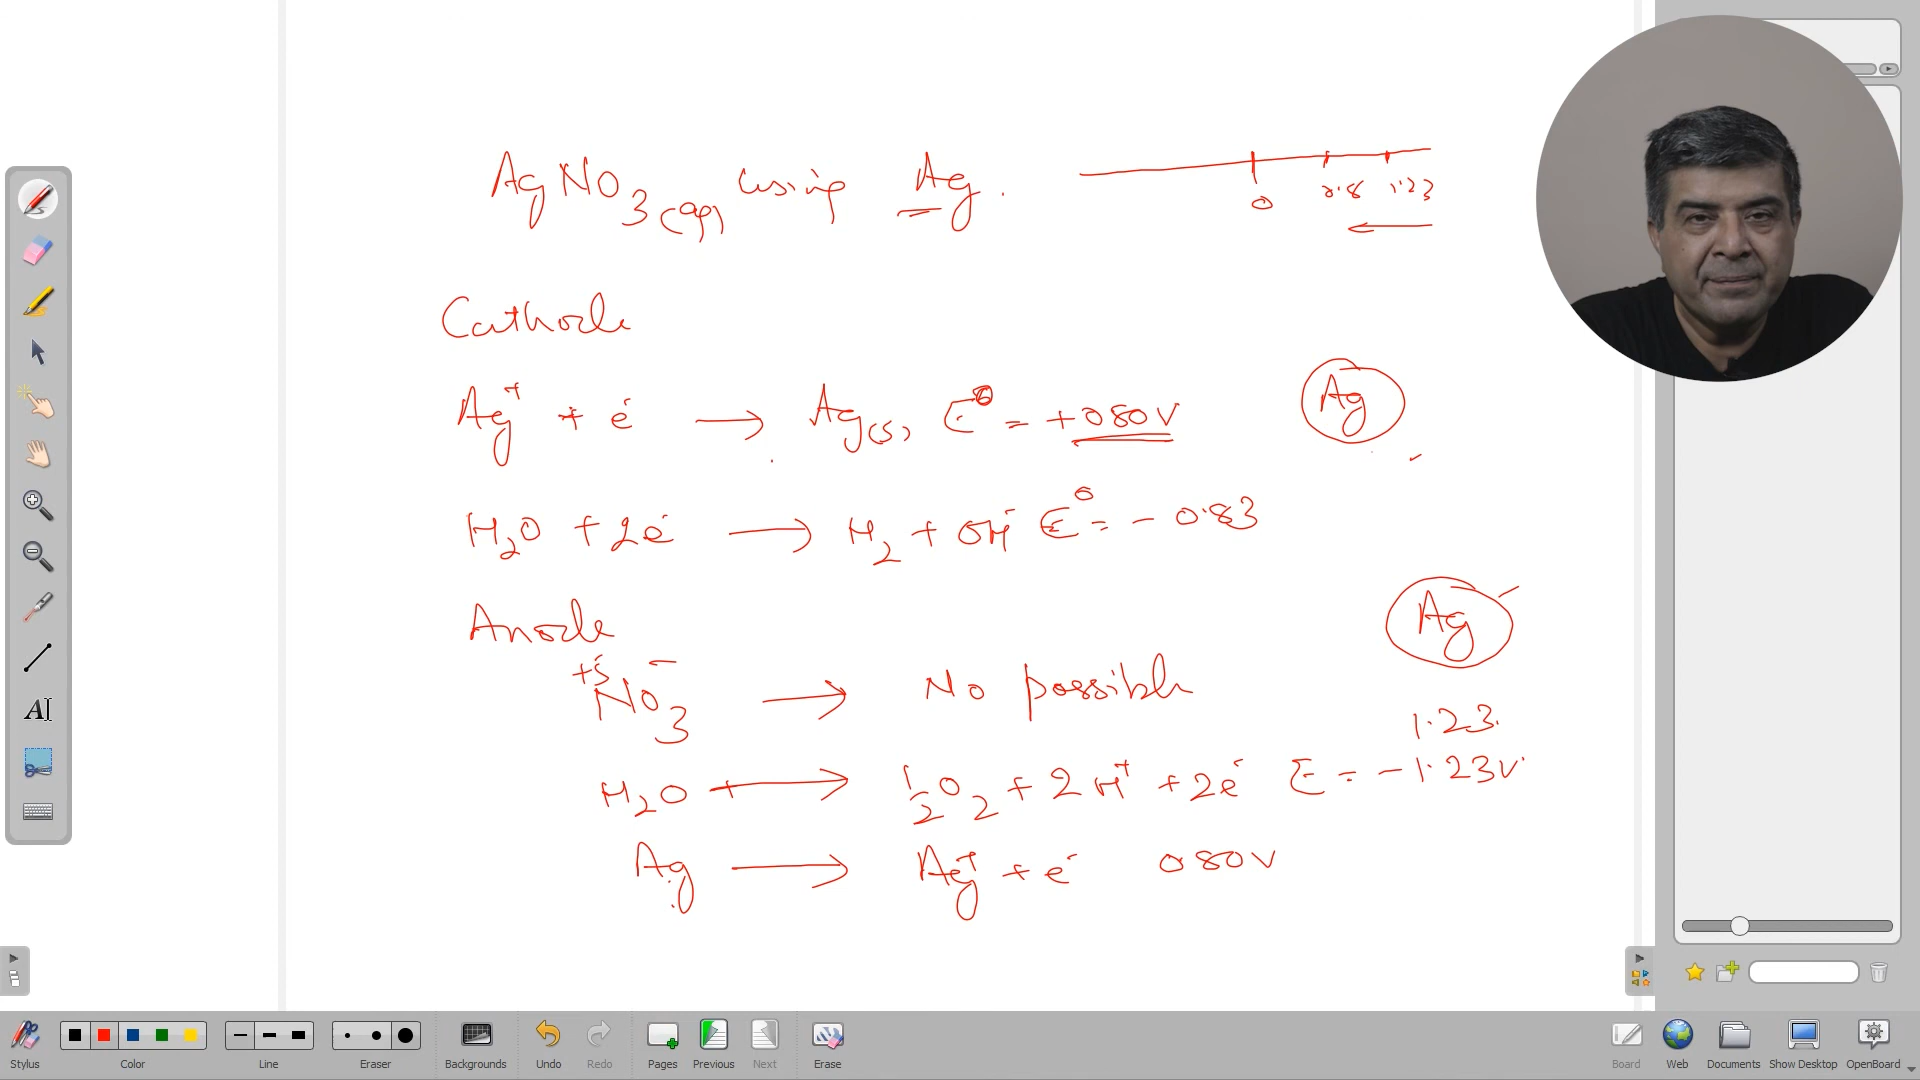 AgNO3(aq) using Ag.
0 0.8 1.23
Cathode
Ag+ + e- → Ag(s) E0 = +0.80V Ag
H2O + 2e- → H2 + OH- E0 = - 0.83
Anode Ag
+5
NO3- → No possible
1.23.
H2O + → 1/2 O2 + 2H+ + 2e- E = -1.23V
Ag → Ag+ + e- 0.80V
Stylus Color Line Eraser Backgrounds Undo Redo Pages Previous Next Erase Board Web Documents Show Desktop OpenBoard